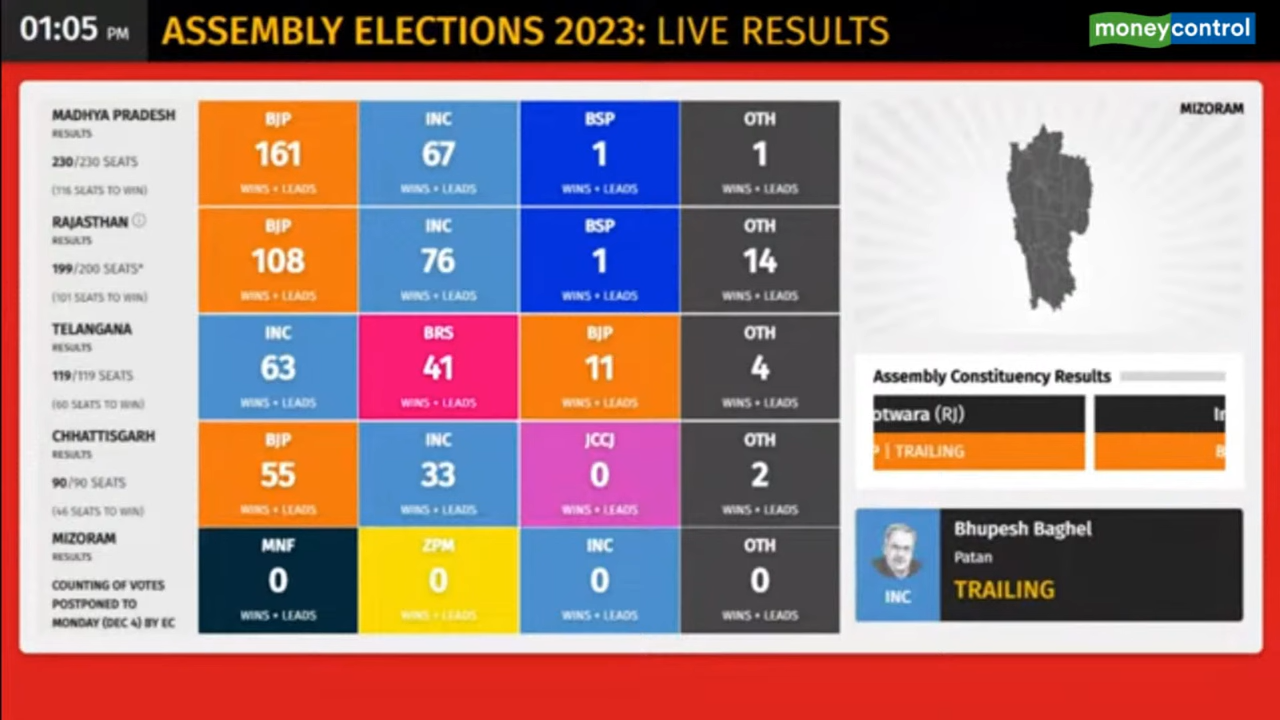 01:05 PM
ASSEMBLY ELECTIONS 2023: LIVE RESULTS
moneycontrol
MADHYA PRADESH
RESULTS
230/230 SEATS
(116 SEATS TO WIN)
BJP
161
WINS + LEADS
INC
67
WINS + LEADS
BSP
1
WINS + LEADS
OTH
1
WINS + LEADS
RAJASTHAN
RESULTS
199/200 SEATS*
(101 SEATS TO WIN)
BJP
108
WINS + LEADS
INC
76
WINS + LEADS
BSP
1
WINS + LEADS
OTH
14
WINS + LEADS
TELANGANA
RESULTS
119/119 SEATS
(60 SEATS TO WIN)
INC
63
WINS + LEADS
BRS
41
WINS + LEADS
BJP
11
WINS + LEADS
OTH
4
WINS + LEADS
CHHATTISGARH
RESULTS
90/90 SEATS
(46 SEATS TO WIN)
BJP
55
WINS + LEADS
INC
33
WINS + LEADS
JCCJ
0
WINS + LEADS
OTH
2
WINS + LEADS
MIZORAM
RESULTS
COUNTING OF VOTES
POSTPONED TO
MONDAY (DEC 4) BY EC
MNF
0
WINS + LEADS
ZPM
0
WINS + LEADS
INC
0
WINS + LEADS
OTH
0
WINS + LEADS
MIZORAM
Assembly Constituency Results
otwara (RJ)
P | TRAILING
INC
Bhupesh Baghel
Patan
TRAILING